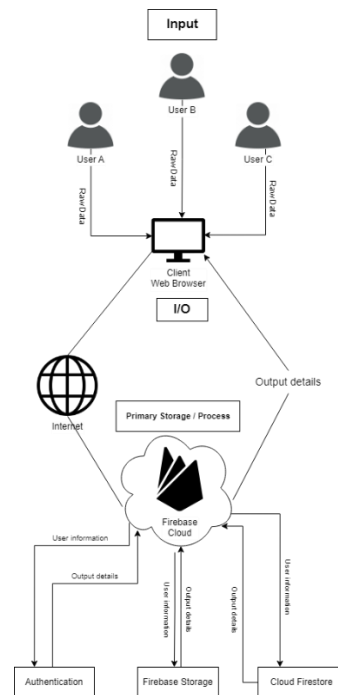 Input
User B
User A
User C
RawData
RawData
RawData
Client
Web Browser
I/O
Output details
Internet
Primary Storage / Process
Firebase
Cloud
User information
Output details
User information
Output details
Output details
User information
Authentication
Firebase Storage
Cloud Firestore